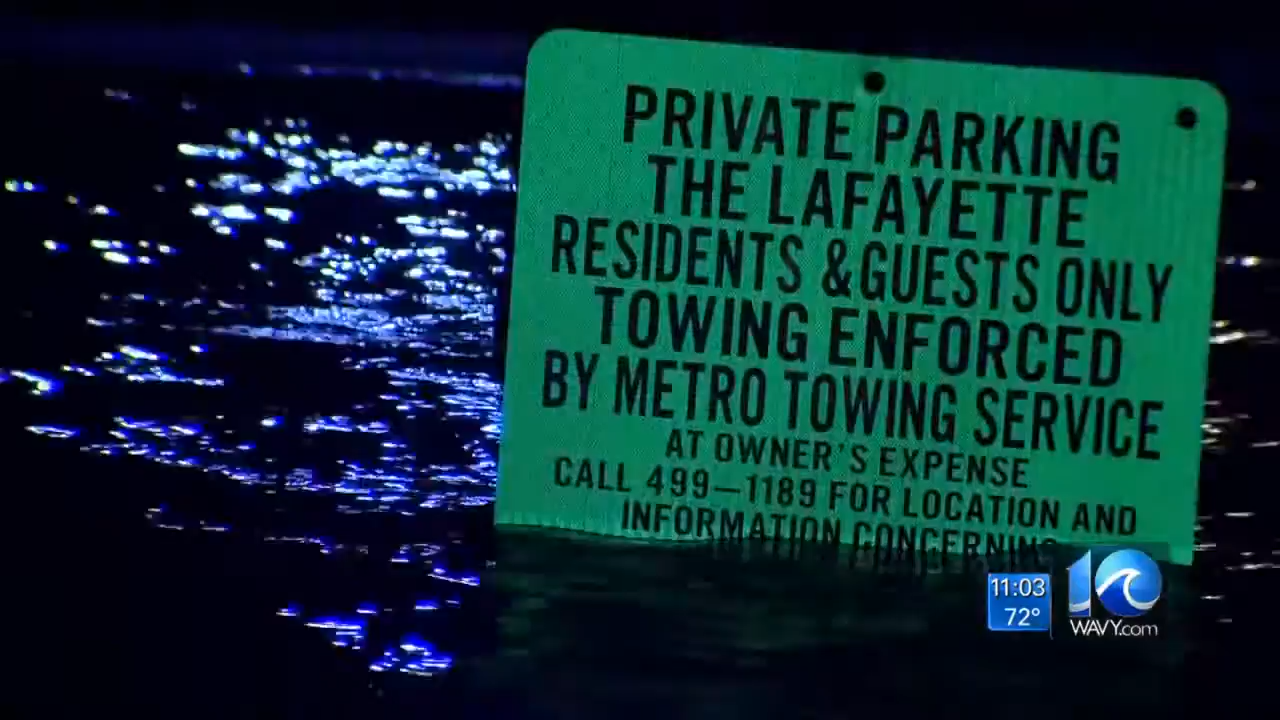 PRIVATE PARKING
THE LAFAYETTE
RESIDENTS & GUESTS ONLY
TOWING ENFORCED
BY METRO TOWING SERVICE
AT OWNER'S EXPENSE
CALL 499–1189 FOR LOCATION AND
INFORMATION CONCERNING
11:03
72°
10
WAVY.com